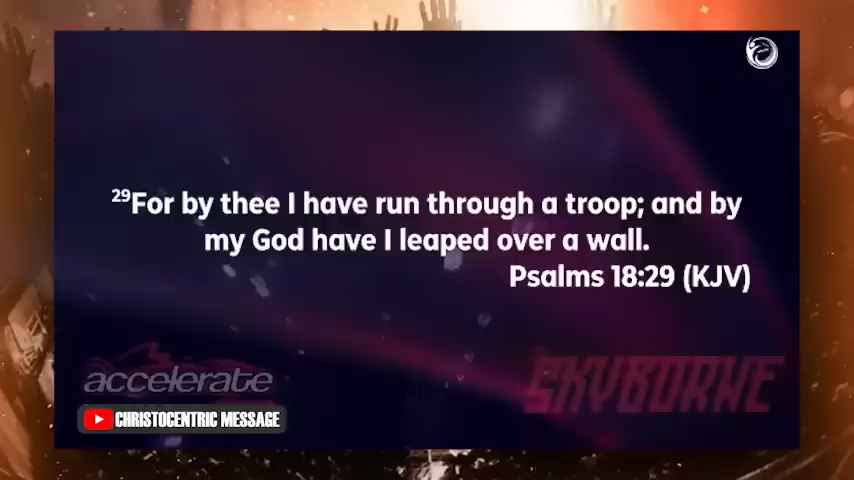 ²⁹For by thee I have run through a troop; and by
my God have I leaped over a wall.
Psalms 18:29 (KJV)
accelerate
SKYBORNE
CHRISTOCENTRIC MESSAGE